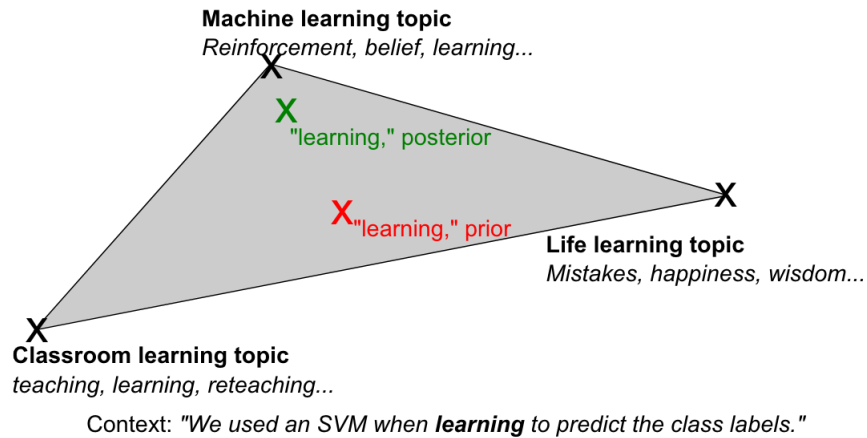 Machine learning topic
Reinforcement, belief, learning...
X
X
"learning," posterior
X
X
"learning," prior
Life learning topic
Mistakes, happiness, wisdom...
X
Classroom learning topic
teaching, learning, reteaching...
Context: "We used an SVM when learning to predict the class labels."